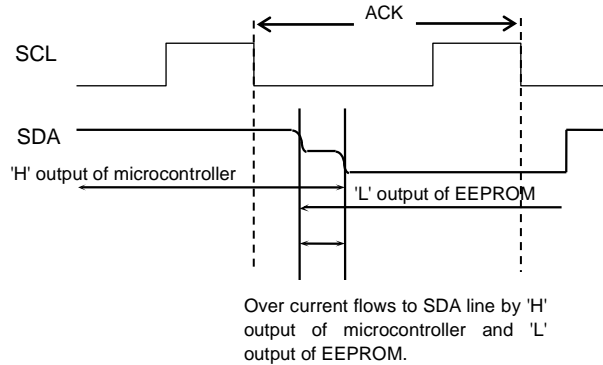 ACK
SCL
SDA
'H' output of microcontroller
'L' output of EEPROM
Over current flows to SDA line by 'H'
output of microcontroller and 'L'
output of EEPROM.